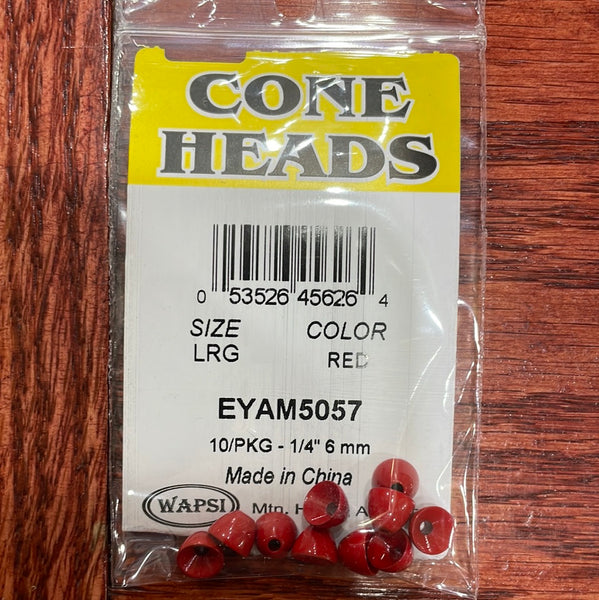 CONE
HEADS
0 53526 45626 4
SIZE COLOR
LRG RED
EYAM5057
10/PKG - 1/4" 6 mm
Made in China
WAPSI Mtn.